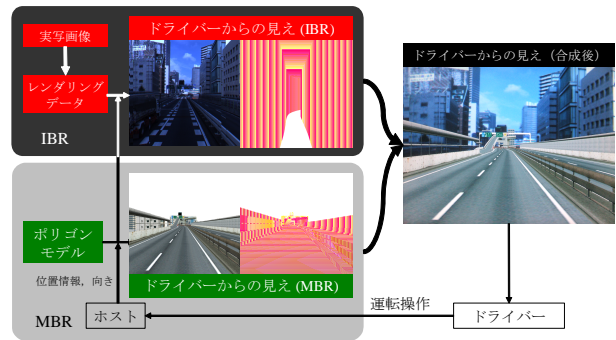 実写画像
レンダリング
データ
IBR
ドライバーからの見え (IBR)
ドライバーからの見え（合成後）
ポリゴン
モデル
位置情報，向き
MBR
ホスト
ドライバーからの見え (MBR)
運転操作
ドライバー